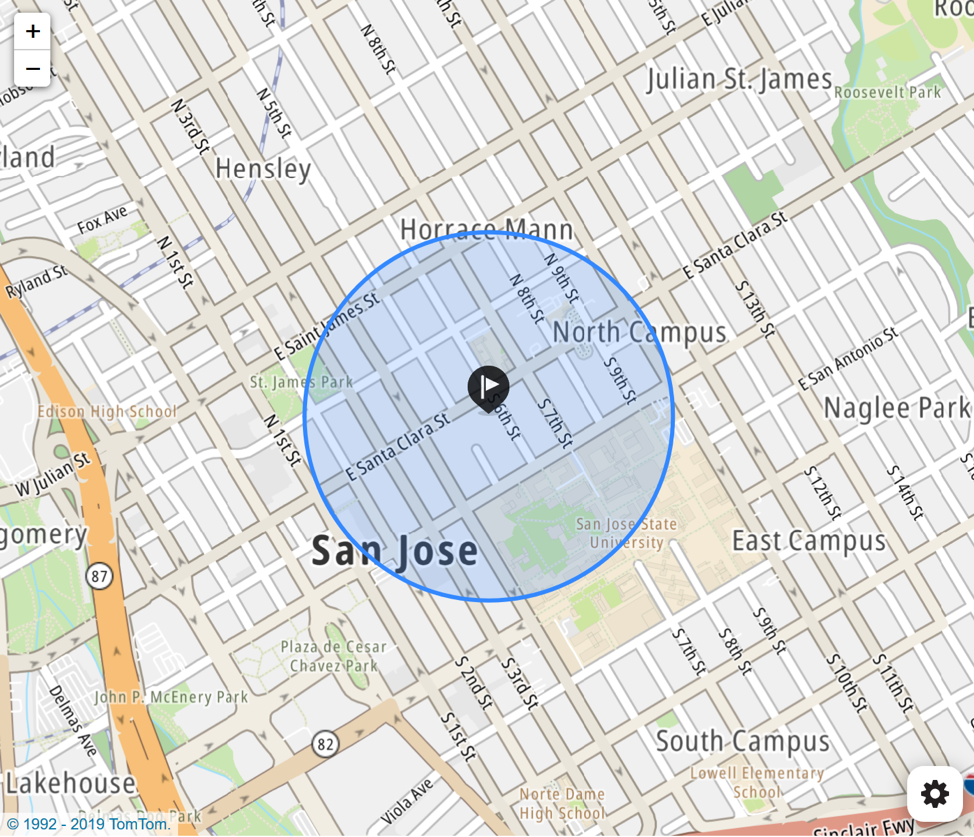 +
−
N 8th St
E Julian
Julian St. James
Roosevelt Park
N 3rd St
N 5th St
Hensley
Fox Ave
Horrace Mann
N 1st St
Ryland St
E Santa Clara St
N 9th St
N 8th St
S 13th St
E Saint James St
North Campus
E San Antonio St
St. James Park
S 9th St
Edison High School
S 6th St
S 7th St
Naglee Park
N 1st St
E Santa Clara St
W Julian St
S 12th St
S 14th St
San Jose State
University
gomery
San Jose
East Campus
87
S 9th St
Plaza de Cesar
Chavez Park
S 7th St
S 8th St
S 2nd St
S 3rd St
S 10th St
S 11th St
John P. McEnery Park
Delmas Ave
S 1st St
82
South Campus
Lowell Elementary
School
Lakehouse
Viola Ave
Norte Dame
High School
Sinclair Fwy
© 1992 - 2019 TomTom.